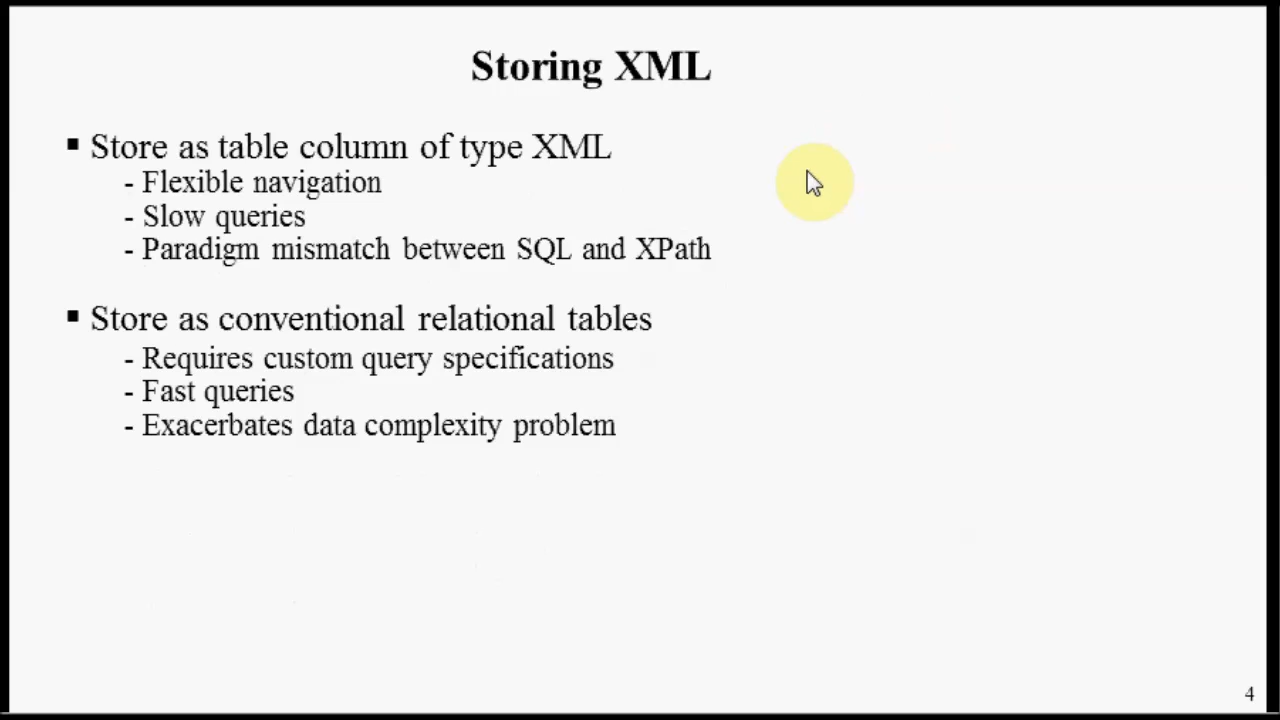 Storing XML
▪ Store as table column of type XML
- Flexible navigation
- Slow queries
- Paradigm mismatch between SQL and XPath
▪ Store as conventional relational tables
- Requires custom query specifications
- Fast queries
- Exacerbates data complexity problem
4